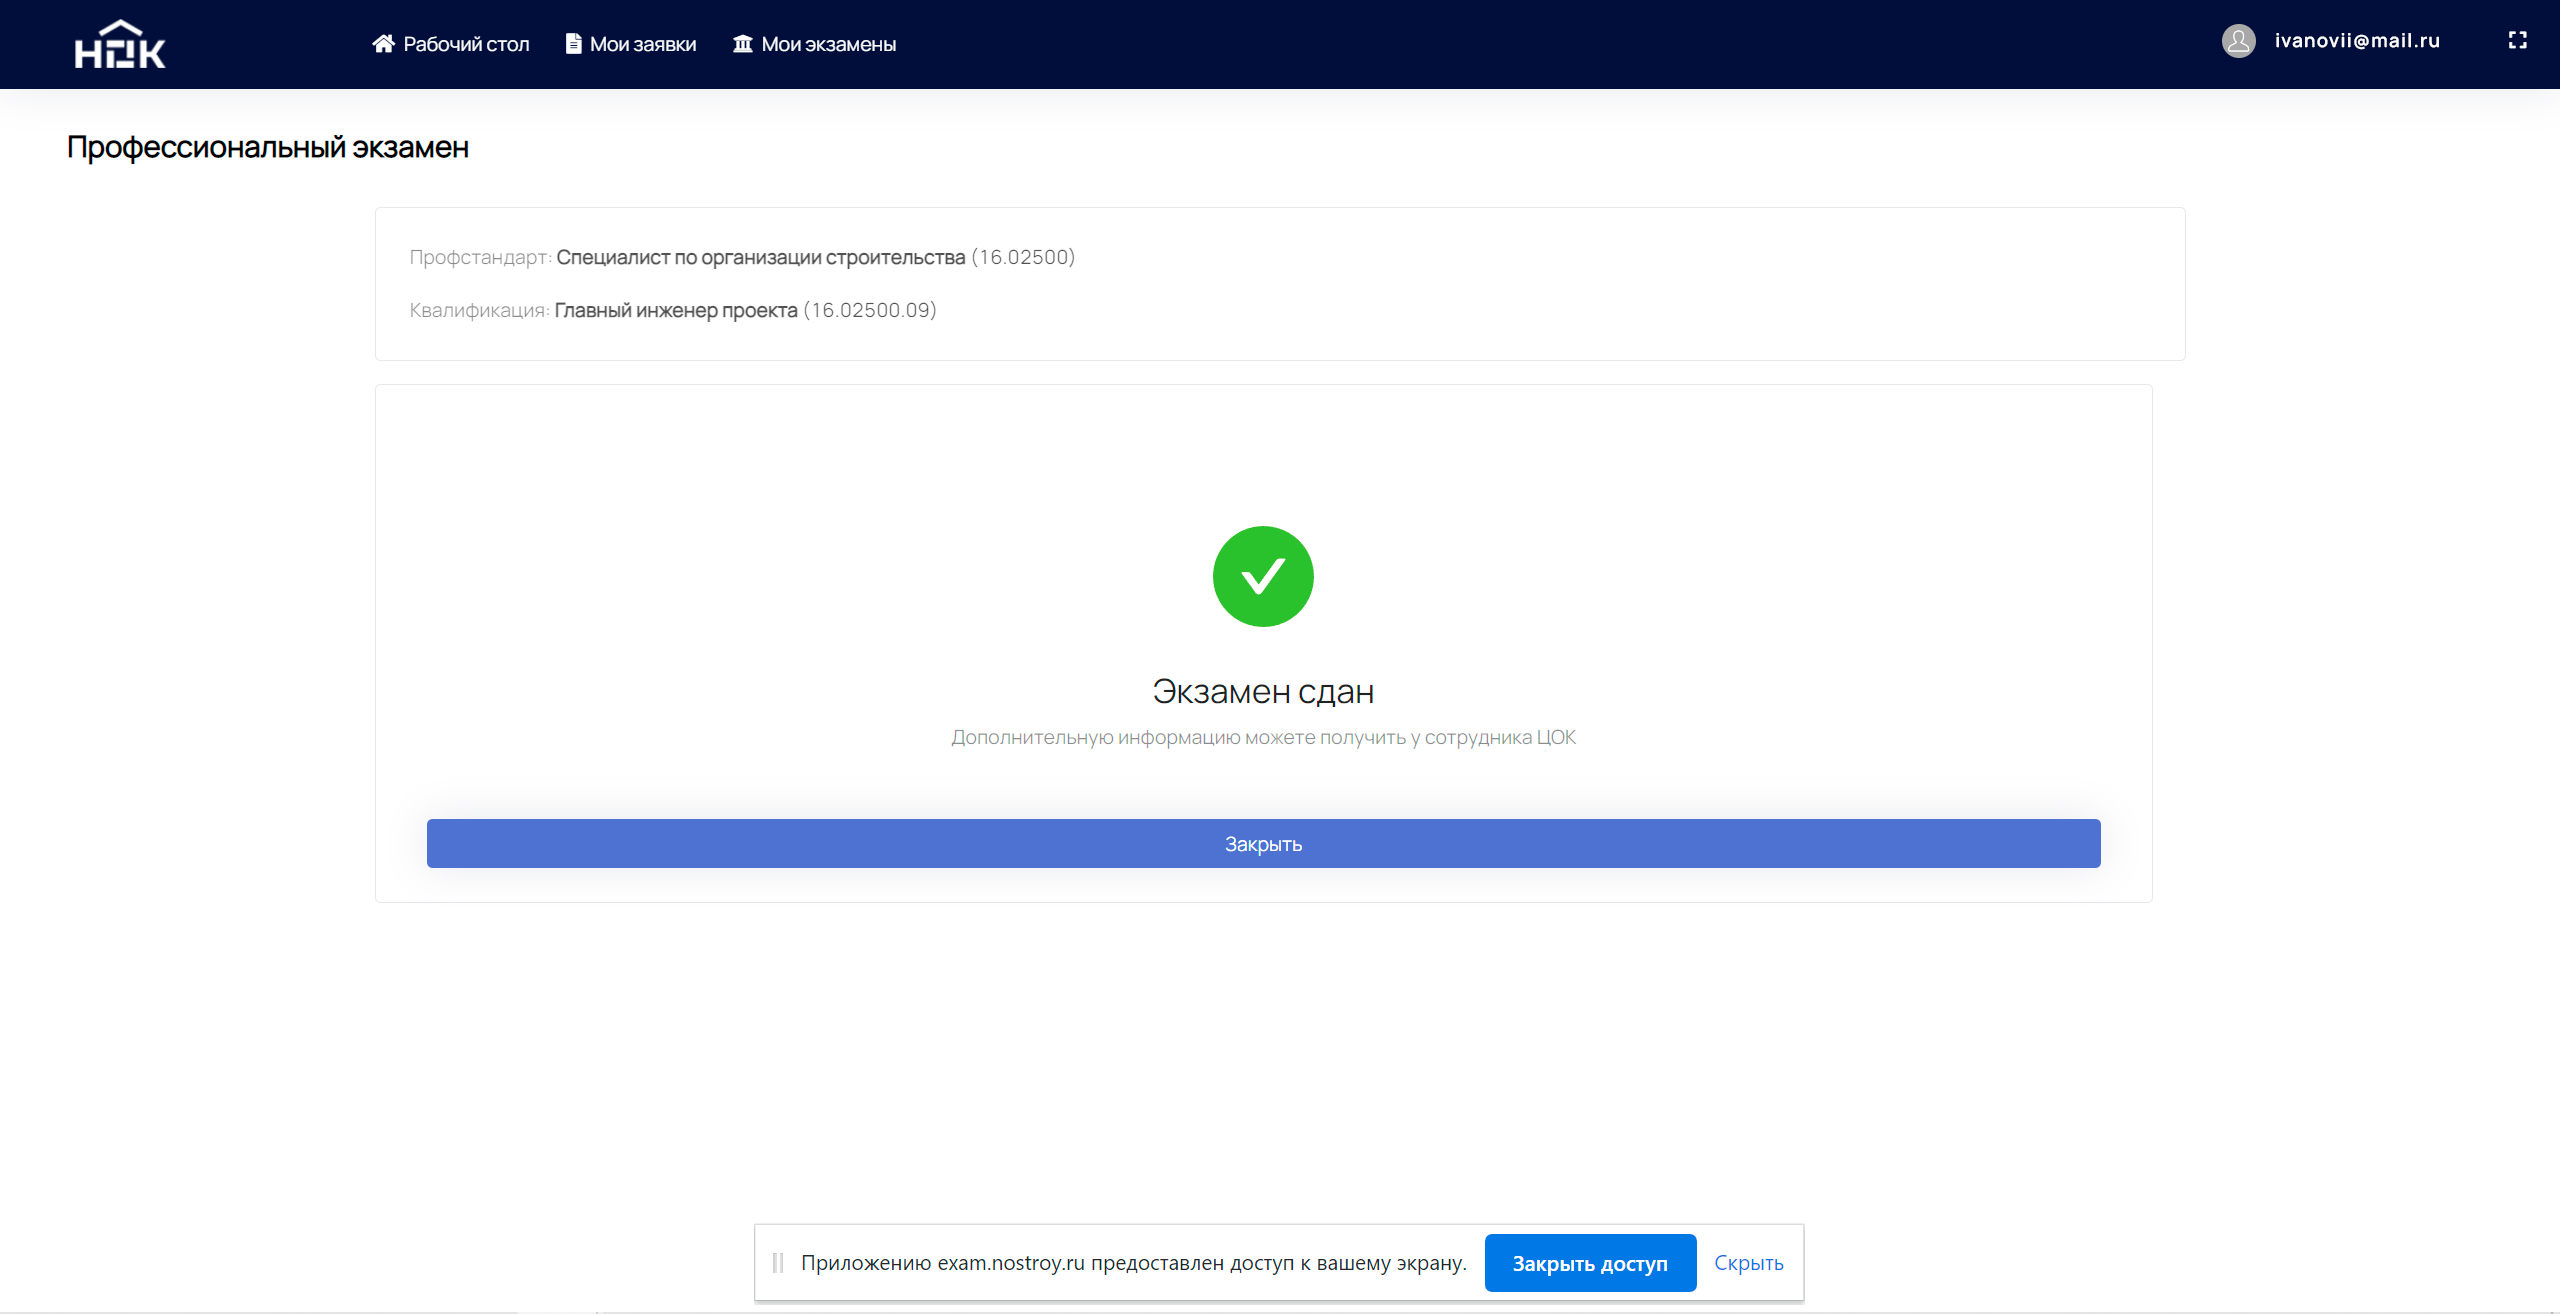 НОК
Рабочий стол
Мои заявки
Мои экзамены
ivanovii@mail.ru
Профессиональный экзамен
Профстандарт: Специалист по организации строительства (16.02500)
Квалификация: Главный инженер проекта (16.02500.09)
Экзамен сдан
Дополнительную информацию можете получить у сотрудника ЦОК
Закрыть
Приложению exam.nostroy.ru предоставлен доступ к вашему экрану.
Закрыть доступ
Скрыть